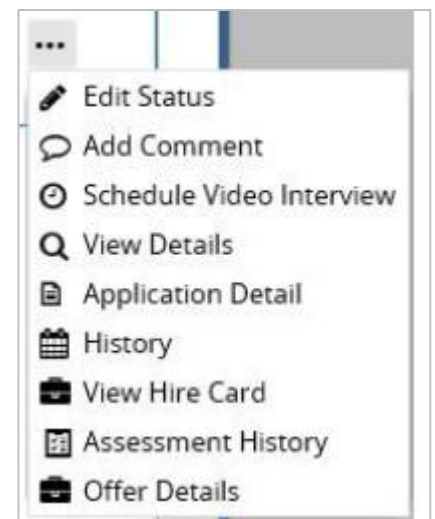 Edit Status
Add Comment
Schedule Video Interview
View Details
Application Detail
History
View Hire Card
Assessment History
Offer Details